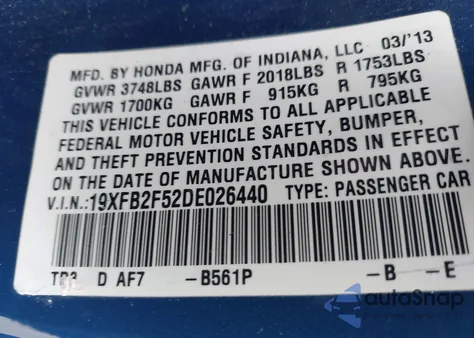 MFD. BY HONDA MFG. OF INDIANA, LLC 03/'13
GVWR 3748LBS GAWR F 2018LBS R 1753LBS
GVWR 1700KG GAWR F 915KG R 795KG
THIS VEHICLE CONFORMS TO ALL APPLICABLE
FEDERAL MOTOR VEHICLE SAFETY, BUMPER,
AND THEFT PREVENTION STANDARDS IN EFFECT
ON THE DATE OF MANUFACTURE SHOWN ABOVE.
V.I.N.:19XFB2F52DE026440 TYPE: PASSENGER CAR
TR3 D AF7 -B561P -B -E
autoSnap